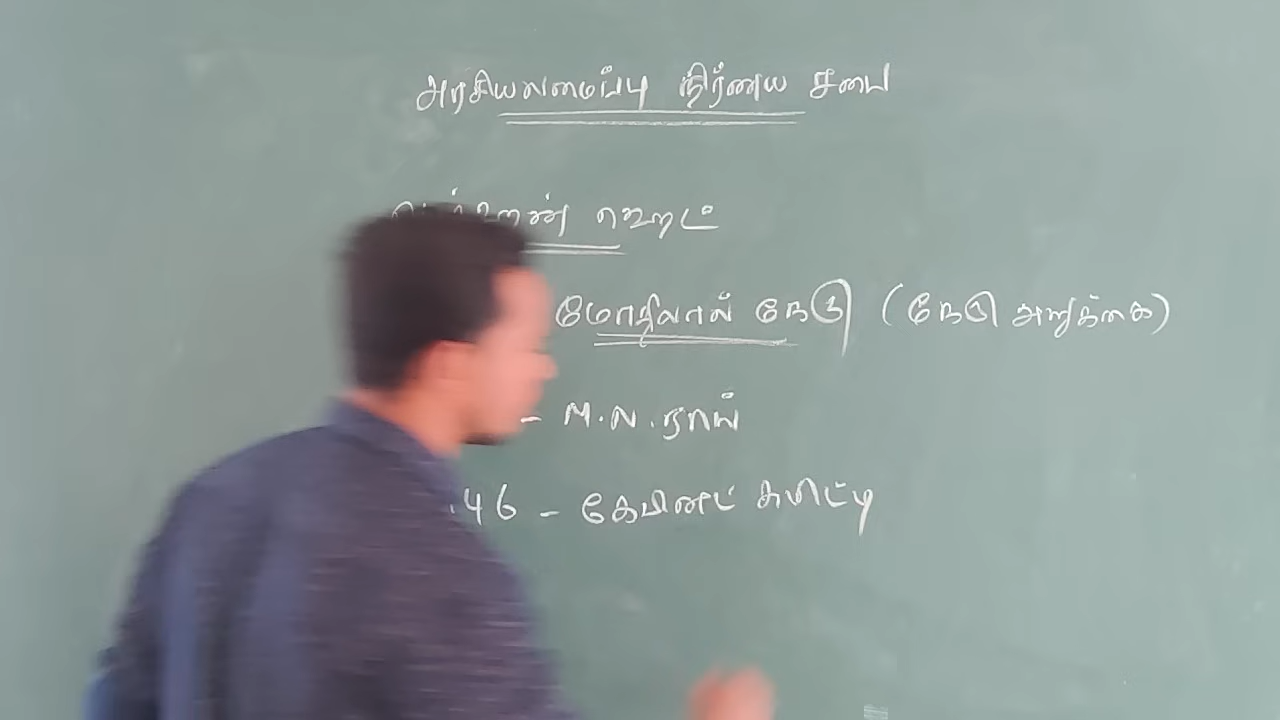 அரசியலமைப்பு நிர்ணய சபை
மோதிலால் நேரு (நேரு அறிக்கை)
- M.N.ராய்
46 - கேபினட் கமிட்டி